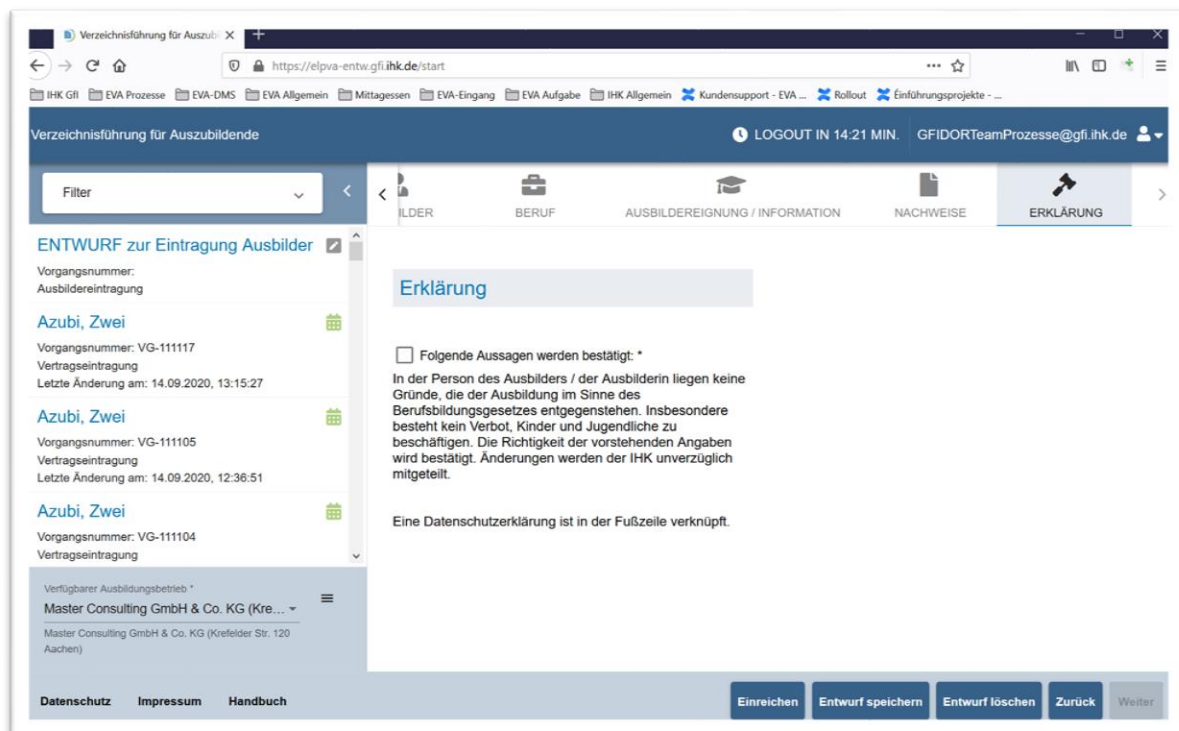 Verzeichnisführung für Auszubi
https://elpva-entw.gfi.ihk.de/start
IHK GfI EVA Prozesse EVA-DMS EVA Allgemein Mittagessen EVA-Eingang EVA Aufgabe IHK Allgemein Kundensupport - EVA ... Rollout Einführungsprojekte - ...
Verzeichnisführung für Auszubildende LOGOUT IN 14:21 MIN. GFIDORTeamProzesse@gfi.ihk.de
Filter
ILDER BERUF AUSBILDEREIGNUNG / INFORMATION NACHWEISE ERKLÄRUNG
ENTWURF zur Eintragung Ausbilder
Vorgangsnummer:
Ausbildereintragung
Azubi, Zwei
Vorgangsnummer: VG-111117
Vertragseintragung
Letzte Änderung am: 14.09.2020, 13:15:27
Azubi, Zwei
Vorgangsnummer: VG-111105
Vertragseintragung
Letzte Änderung am: 14.09.2020, 12:36:51
Azubi, Zwei
Vorgangsnummer: VG-111104
Vertragseintragung
Verfügbarer Ausbildungsbetrieb *
Master Consulting GmbH & Co. KG (Kre...
Master Consulting GmbH & Co. KG (Krefelder Str. 120
Aachen)
Erklärung
Folgende Aussagen werden bestätigt: *
In der Person des Ausbilders / der Ausbilderin liegen keine
Gründe, die der Ausbildung im Sinne des
Berufsbildungsgesetzes entgegenstehen. Insbesondere
besteht kein Verbot, Kinder und Jugendliche zu
beschäftigen. Die Richtigkeit der vorstehenden Angaben
wird bestätigt. Änderungen werden der IHK unverzüglich
mitgeteilt.
Eine Datenschutzerklärung ist in der Fußzeile verknüpft.
Datenschutz Impressum Handbuch Einreichen Entwurf speichern Entwurf löschen Zurück Weiter